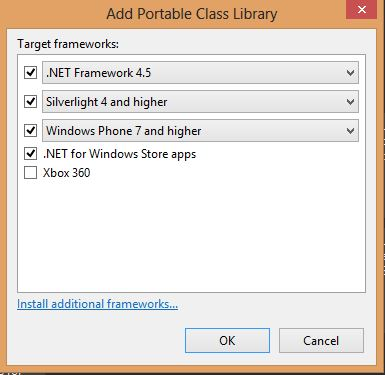 Add Portable Class Library
Target frameworks:
.NET Framework 4.5
Silverlight 4 and higher
Windows Phone 7 and higher
.NET for Windows Store apps
Xbox 360
Install additional frameworks...
OK
Cancel